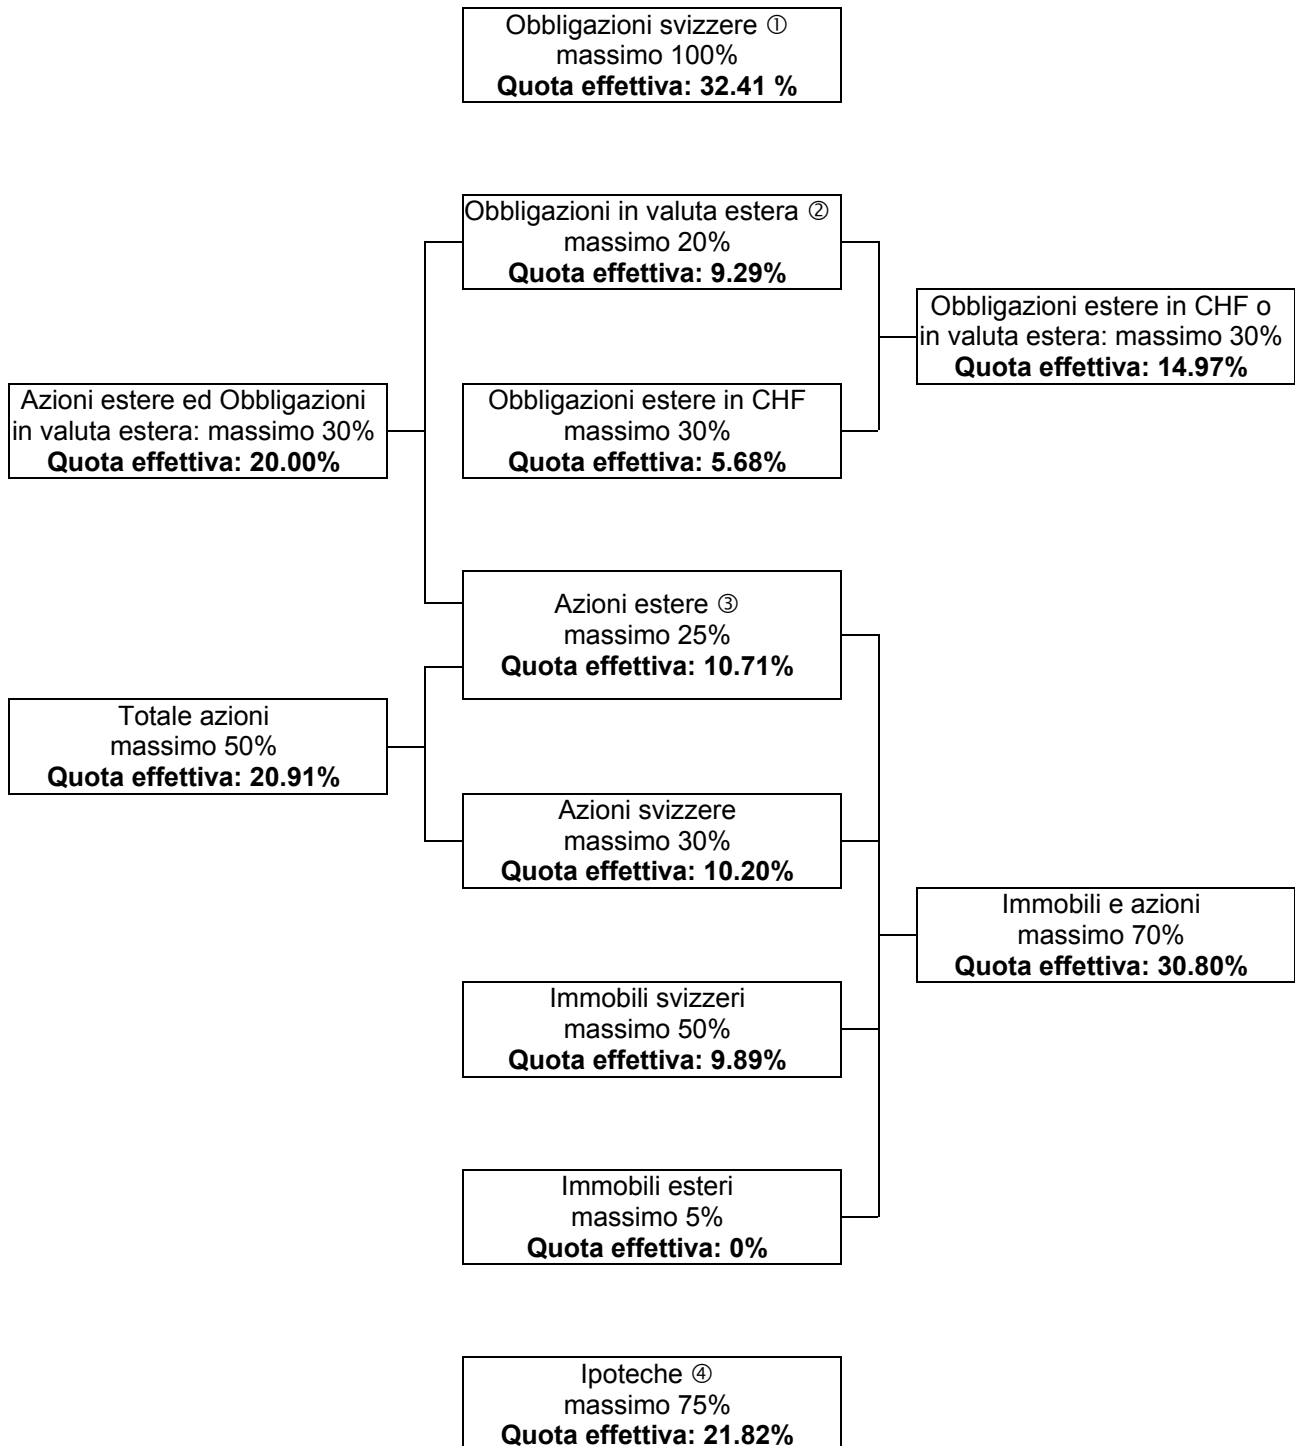 Obbligazioni svizzere ①
massimo 100%
Quota effettiva: 32.41 %
Obbligazioni in valuta estera ②
massimo 20%
Quota effettiva: 9.29%
Obbligazioni estere in CHF o
in valuta estera: massimo 30%
Quota effettiva: 14.97%
Azioni estere ed Obbligazioni
in valuta estera: massimo 30%
Quota effettiva: 20.00%
Obbligazioni estere in CHF
massimo 30%
Quota effettiva: 5.68%
Azioni estere ③
massimo 25%
Quota effettiva: 10.71%
Totale azioni
massimo 50%
Quota effettiva: 20.91%
Azioni svizzere
massimo 30%
Quota effettiva: 10.20%
Immobili e azioni
massimo 70%
Quota effettiva: 30.80%
Immobili svizzeri
massimo 50%
Quota effettiva: 9.89%
Immobili esteri
massimo 5%
Quota effettiva: 0%
Ipoteche ④
massimo 75%
Quota effettiva: 21.82%